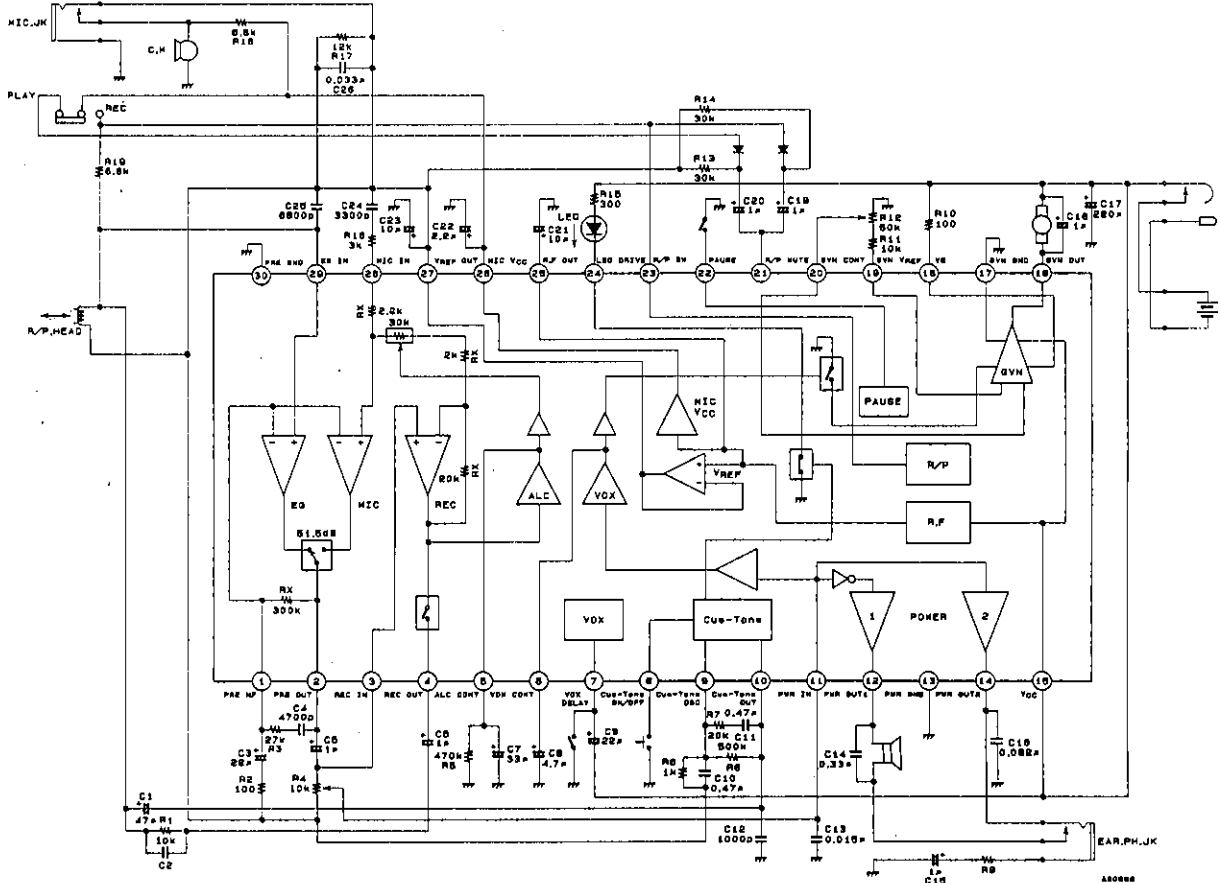 MIC.JK
C.M
6.8k
R18
12k
R17
0.033μ
C26
PLAY
REC
R19
6.8k
R14
30k
R13
30k
C25
6800p
C24
3300p
R16
3k
C23
10μ
C22
2.2μ
C21
10μ
LED
R15
300
C20
1μ
C19
1μ
R12
50k
R11
10k
R10
100
C18
1μ
C17
220μ
30
PRE GND
29
EQ IN
28
MIC IN
27
VREF OUT
26
MIC VCC
25
R.F OUT
24
LED DRIVE
23
R/P SW
22
PAUSE
21
R/P MUTE
20
GVN CONT
19
GVN VREF
18
VS
17
GVN GND
16
GVN OUT
R/P.HEAD
RX
2.2k
30k
2k
RX
20k
RX
EQ
MIC
REC
ALC
VOX
MIC
VCC
VREF
GVN
PAUSE
R/P
R.F
51.5dB
RX
300k
VOX
Cue-Tone
1
POWER
2
1
PRE NF
2
PRE OUT
3
REC IN
4
REC OUT
5
ALC CONT
6
VOX CONT
7
VOX
DELAY
8
Cue-Tone
ON/OFF
9
Cue-Tone
OSC
10
Cue-Tone
OUT
11
PWR IN
12
PWR OUT1
13
PWR GND
14
PWR OUT2
15
VCC
C4
4700p
27k
R3
C3
22μ
R2
100
C5
1μ
R4
10k
C6
1μ
470k
R5
C7
33μ
C8
4.7μ
C9
22μ
R7
20k
0.47μ
C11
500k
R6
R8
1k
C10
0.47μ
C14
0.33μ
C15
0.082μ
C1
47μ
R1
10k
C2
C12
1000p
C13
0.015μ
EAR.PH.JK
1μ
R9